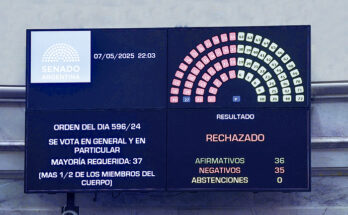 SENADO
ARGENTINA
07/05/2025 22:03
ORDEN DEL DIA 596/24
SE VOTA EN GENERAL Y EN
PARTICULAR
MAYORÍA REQUERIDA: 37
(MAS 1/2 DE LOS MIEMBROS DEL
CUERPO)
RESULTADO
RECHAZADO
AFIRMATIVOS 36
NEGATIVOS 35
ABSTENCIONES 0